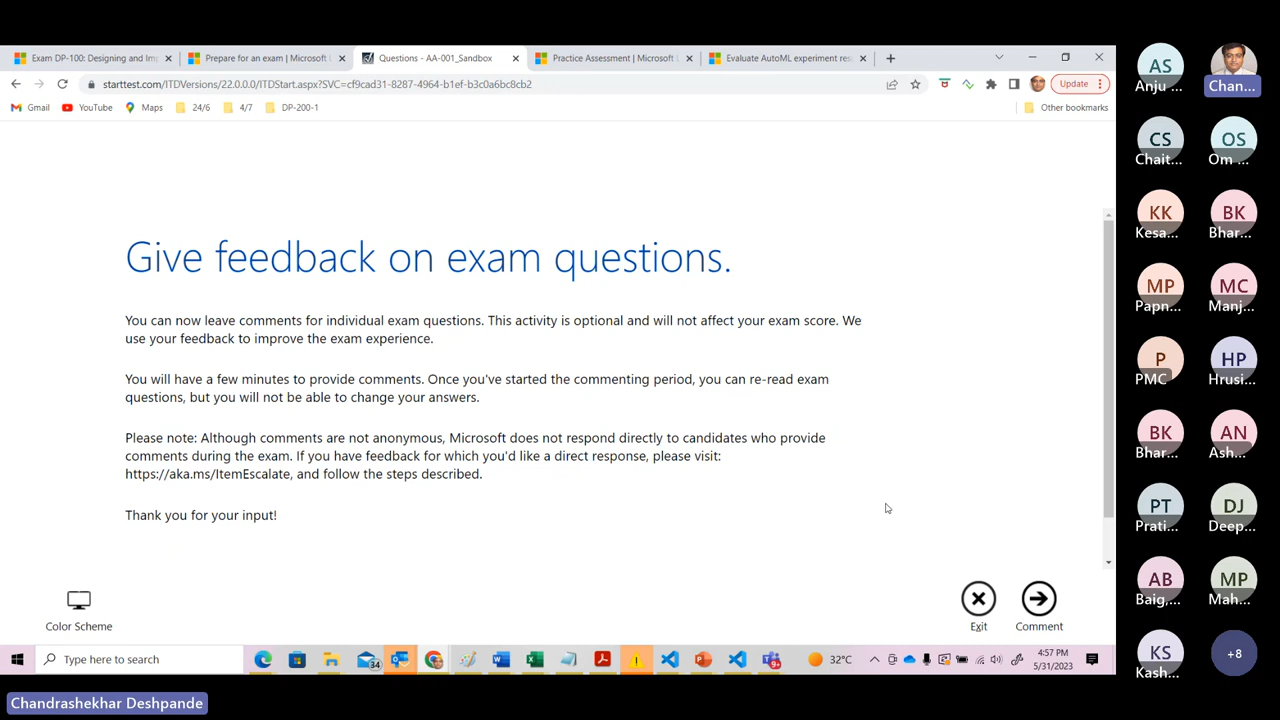 Exam DP-100: Designing and Im
Prepare for an exam | Microsoft
Questions - AA-001_Sandbox
Practice Assessment | Microsoft
Evaluate AutoML experiment res
starttest.com/ITDVersions/22.0.0.0/ITDStart.aspx?SVC=cf9cad31-8287-4964-b1ef-b3c0a6bc8cb2
Update
Gmail
YouTube
Maps
24/6
4/7
DP-200-1
Other bookmarks
Give feedback on exam questions.
You can now leave comments for individual exam questions. This activity is optional and will not affect your exam score. We
use your feedback to improve the exam experience.
You will have a few minutes to provide comments. Once you've started the commenting period, you can re-read exam
questions, but you will not be able to change your answers.
Please note: Although comments are not anonymous, Microsoft does not respond directly to candidates who provide
comments during the exam. If you have feedback for which you'd like a direct response, please visit:
https://aka.ms/ItemEscalate, and follow the steps described.
Thank you for your input!
Color Scheme
Exit
Comment
Type here to search
34
9+
32°C
4:57 PM
5/31/2023
Chandrashekhar Deshpande
AS
Anju ...
Chan...
CS
Chait...
OS
Om ...
KK
Kesa...
BK
Bhar...
MP
Papn...
MC
Manj...
P
PMC
HP
Hrusi...
BK
Bhar...
AN
Ash...
PT
Prati...
DJ
Deep...
AB
Baig,...
MP
Mah...
KS
Kash...
+8